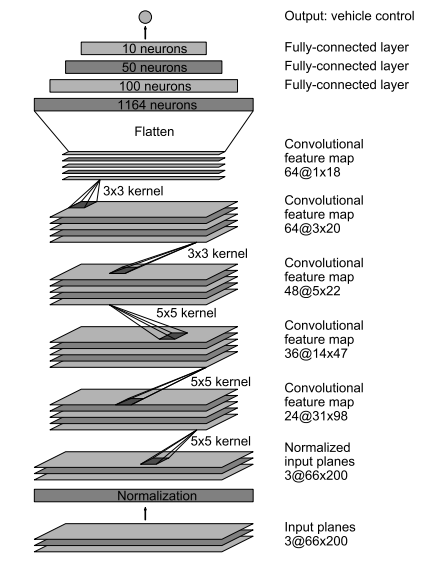 Output: vehicle control
10 neurons
Fully-connected layer
50 neurons
Fully-connected layer
100 neurons
Fully-connected layer
1164 neurons
Flatten
Convolutional
feature map
64@1x18
3x3 kernel
Convolutional
feature map
64@3x20
3x3 kernel
Convolutional
feature map
48@5x22
5x5 kernel
Convolutional
feature map
36@14x47
5x5 kernel
Convolutional
feature map
24@31x98
5x5 kernel
Normalized
input planes
3@66x200
Normalization
Input planes
3@66x200